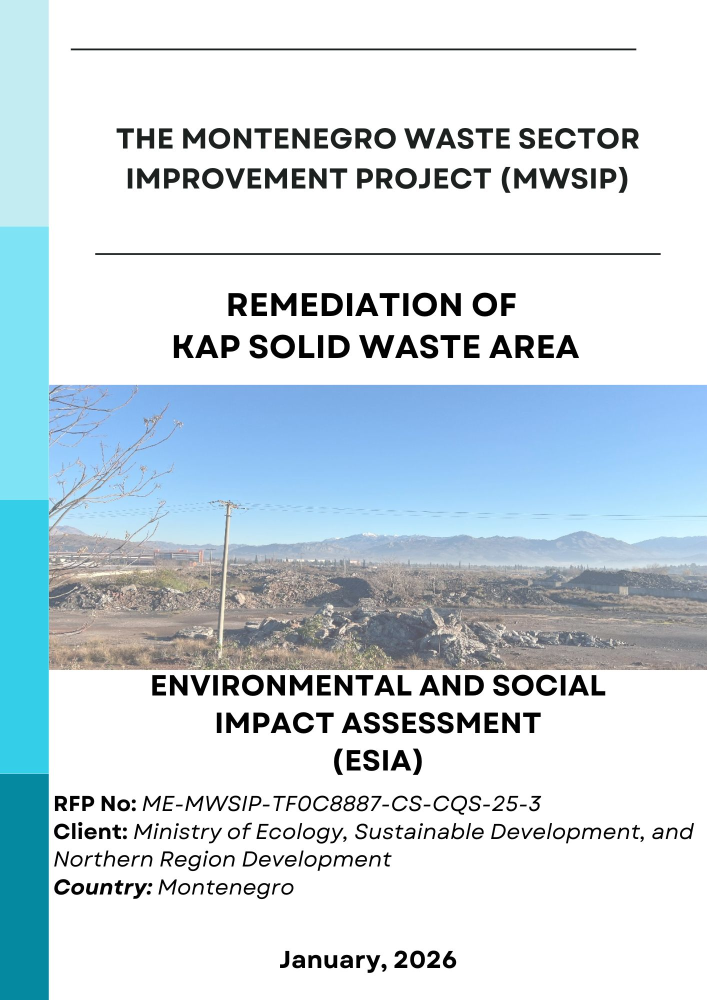 THE MONTENEGRO WASTE SECTOR
IMPROVEMENT PROJECT (MWSIP)
REMEDIATION OF
KAP SOLID WASTE AREA
ENVIRONMENTAL AND SOCIAL
IMPACT ASSESSMENT
(ESIA)
RFP No: ME-MWSIP-TF0C8887-CS-CQS-25-3
Client: Ministry of Ecology, Sustainable Development, and
Northern Region Development
Country: Montenegro
January, 2026